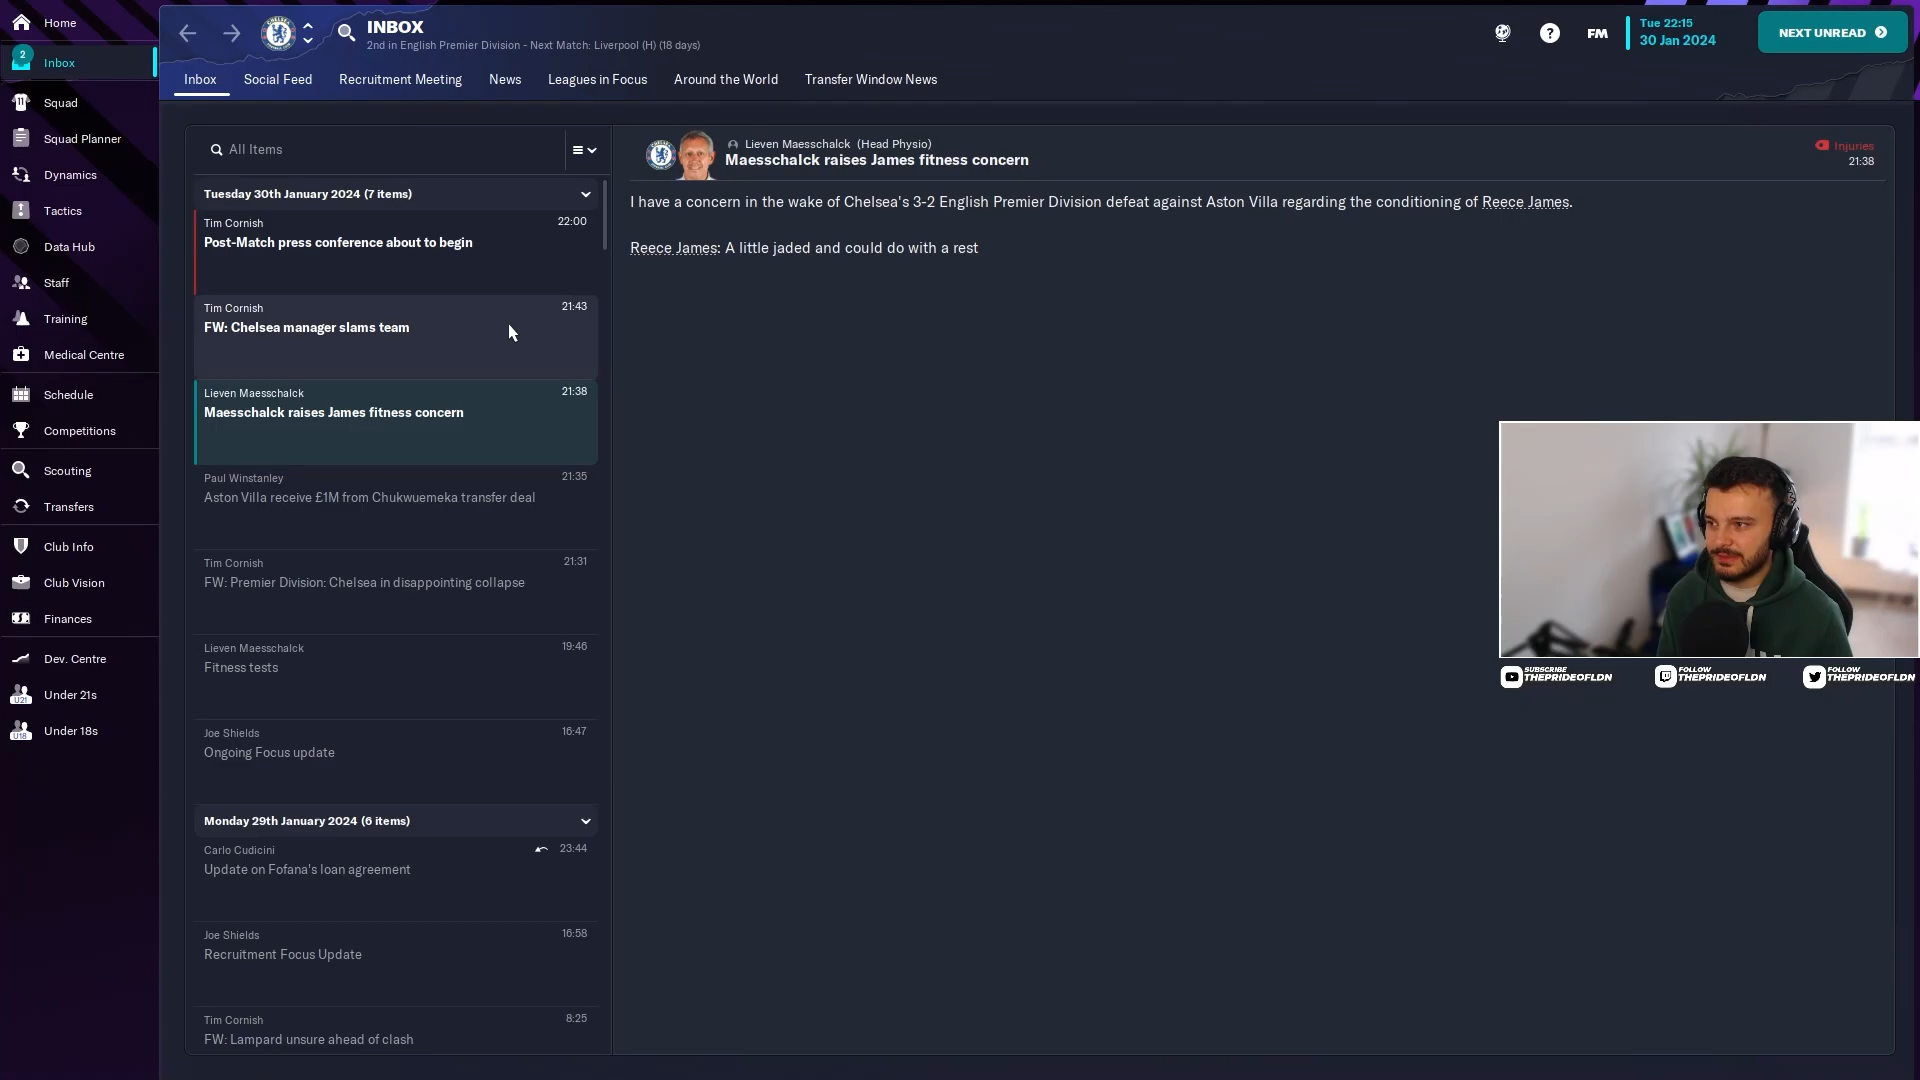 Home
2
Inbox
Squad
Squad Planner
Dynamics
Tactics
Data Hub
Staff
Training
Medical Centre
Schedule
Competitions
Scouting
Transfers
Club Info
Club Vision
Finances
Dev. Centre
U21
Under 21s
U18
Under 18s
INBOX
2nd in English Premier Division - Next Match: Liverpool (H) (18 days)
?
FM
Tue 22:15
30 Jan 2024
NEXT UNREAD
Inbox
Social Feed
Recruitment Meeting
News
Leagues in Focus
Around the World
Transfer Window News
All Items
Tuesday 30th January 2024 (7 items)
Tim Cornish 22:00
Post-Match press conference about to begin
Tim Cornish 21:43
FW: Chelsea manager slams team
Lieven Maesschalck 21:38
Maesschalck raises James fitness concern
Paul Winstanley 21:35
Aston Villa receive £1M from Chukwuemeka transfer deal
Tim Cornish 21:31
FW: Premier Division: Chelsea in disappointing collapse
Lieven Maesschalck 19:46
Fitness tests
Joe Shields 16:47
Ongoing Focus update
Monday 29th January 2024 (6 items)
Carlo Cudicini 23:44
Update on Fofana's loan agreement
Joe Shields 16:58
Recruitment Focus Update
Tim Cornish 8:25
FW: Lampard unsure ahead of clash
Lieven Maesschalck (Head Physio)
Maesschalck raises James fitness concern
Injuries
21:38
I have a concern in the wake of Chelsea's 3-2 English Premier Division defeat against Aston Villa regarding the conditioning of Reece James.
Reece James: A little jaded and could do with a rest
SUBSCRIBE
THEPRIDEOFLDN
FOLLOW
THEPRIDEOFLDN
FOLLOW
THEPRIDEOFLDN